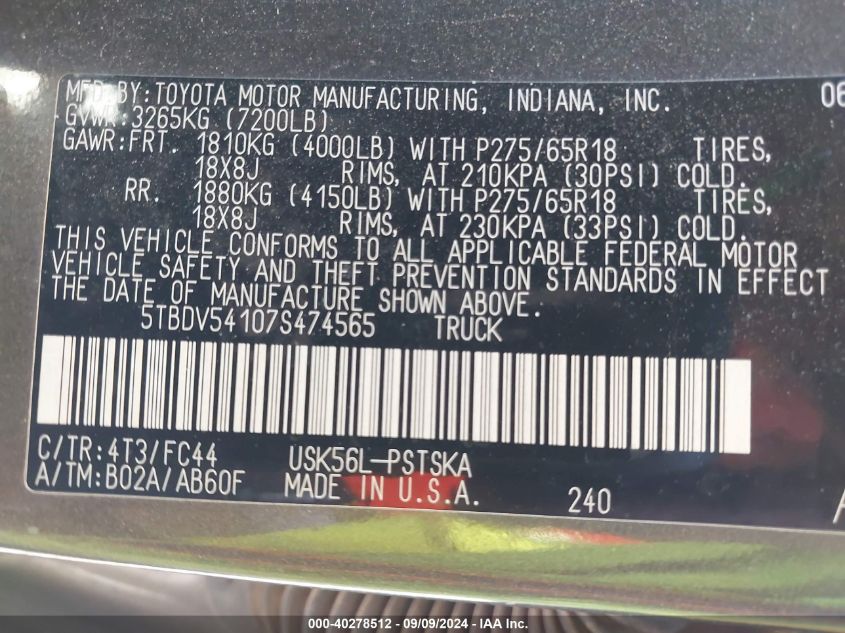 MFD. BY: TOYOTA MOTOR MANUFACTURING, INDIANA, INC. 06
GVWR: 3265KG (7200LB)
GAWR: FRT. 1810KG (4000LB) WITH P275/65R18 TIRES,
18X8J RIMS, AT 210KPA (30PSI) COLD.
RR. 1880KG (4150LB) WITH P275/65R18 TIRES,
18X8J RIMS, AT 230KPA (33PSI) COLD.
THIS VEHICLE CONFORMS TO ALL APPLICABLE FEDERAL MOTOR
VEHICLE SAFETY AND THEFT PREVENTION STANDARDS IN EFFECT
THE DATE OF MANUFACTURE SHOWN ABOVE.
5TBDV54107S474565 TRUCK
C/TR: 4T3/FC44 USK56L-PSTSKA
A/TM: B02A/AB60F MADE IN U.S.A. 240
USS-40278512 - 09/09/2024 - IAA Inc.